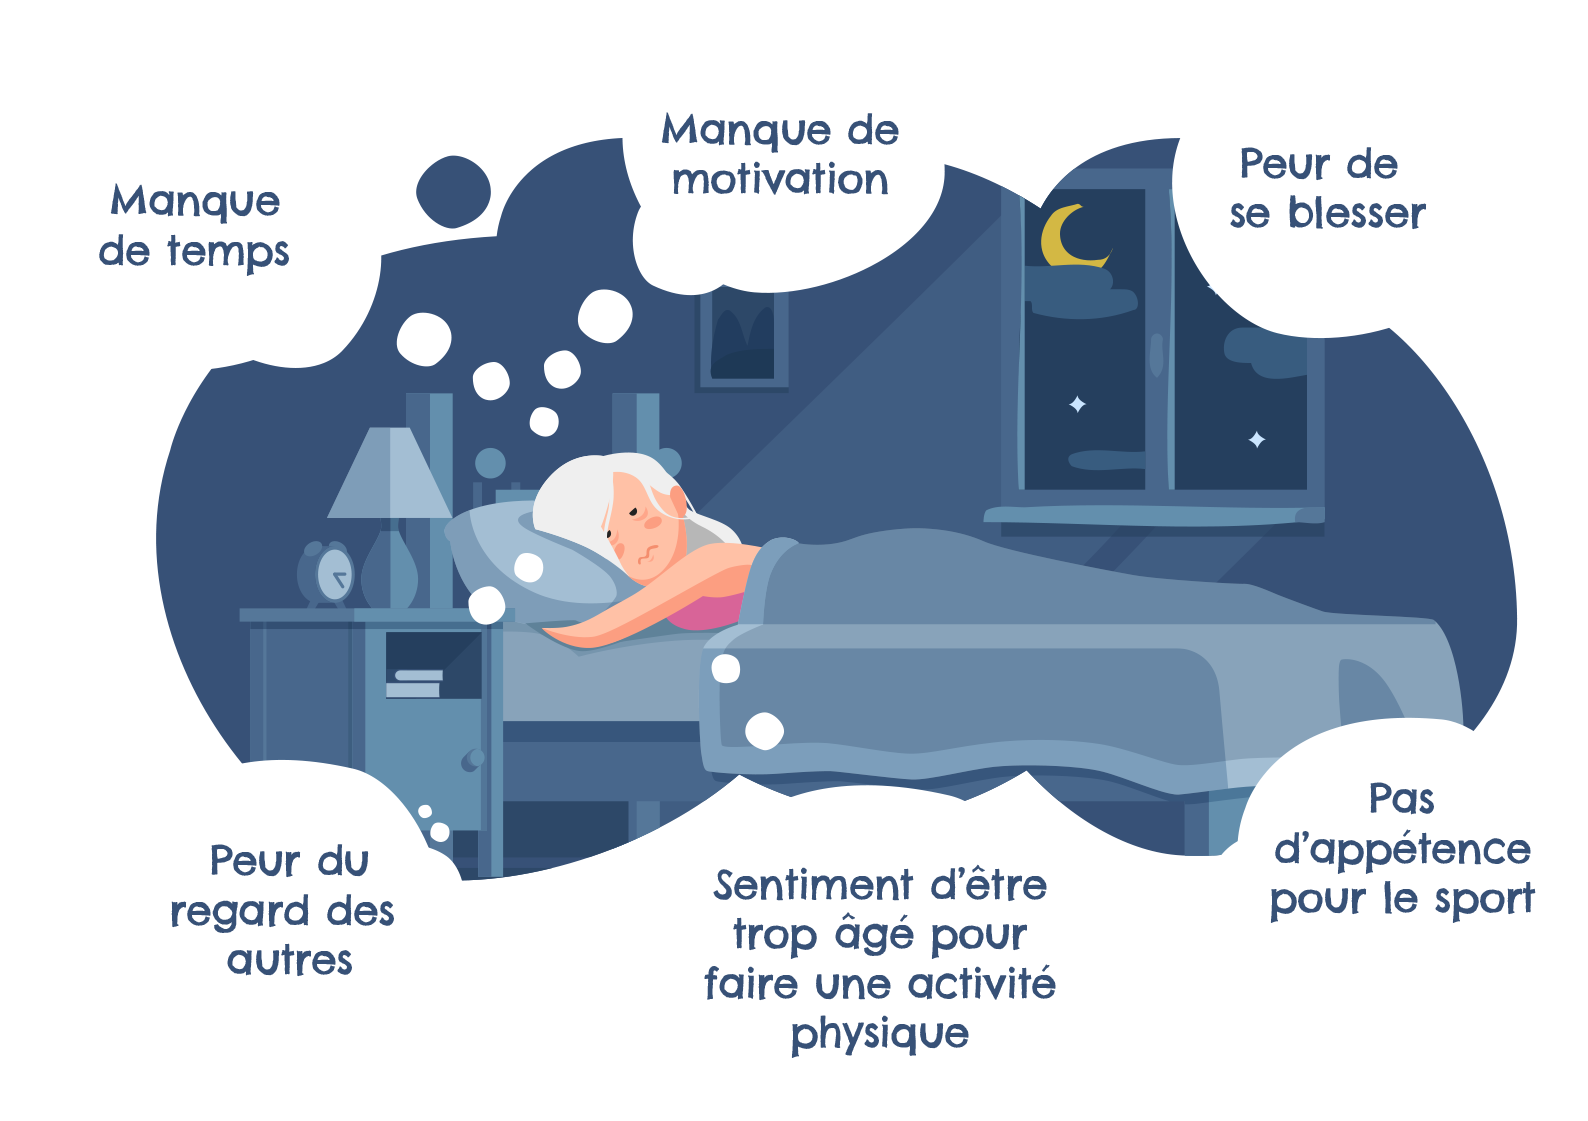 Manque
de temps
Manque de
motivation
Peur de
se blesser
Peur du
regard des
autres
Sentiment d'être
trop âgé pour
faire une activité
physique
Pas
d'appétence
pour le sport